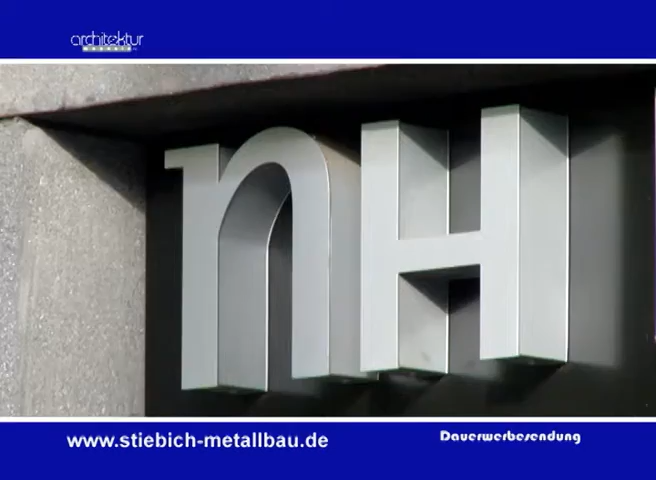 architektur
nH
www.stiebich-metallbau.de
Dauerwerbesendung